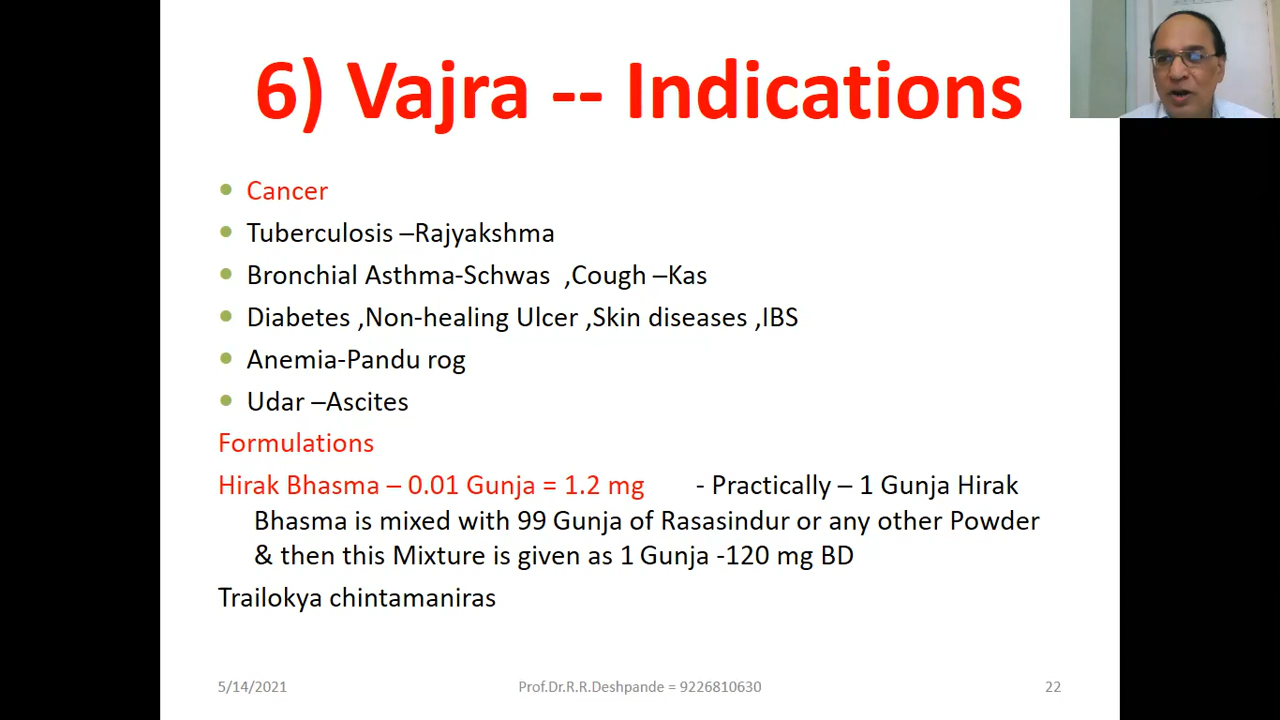 6) Vajra -- Indications
Cancer
Tuberculosis –Rajyakshma
Bronchial Asthma-Schwas ,Cough –Kas
Diabetes ,Non-healing Ulcer ,Skin diseases ,IBS
Anemia-Pandu rog
Udar –Ascites
Formulations
Hirak Bhasma – 0.01 Gunja = 1.2 mg - Practically – 1 Gunja Hirak
Bhasma is mixed with 99 Gunja of Rasasindur or any other Powder
& then this Mixture is given as 1 Gunja -120 mg BD
Trailokya chintamaniras
5/14/2021 Prof.Dr.R.R.Deshpande = 9226810630 22